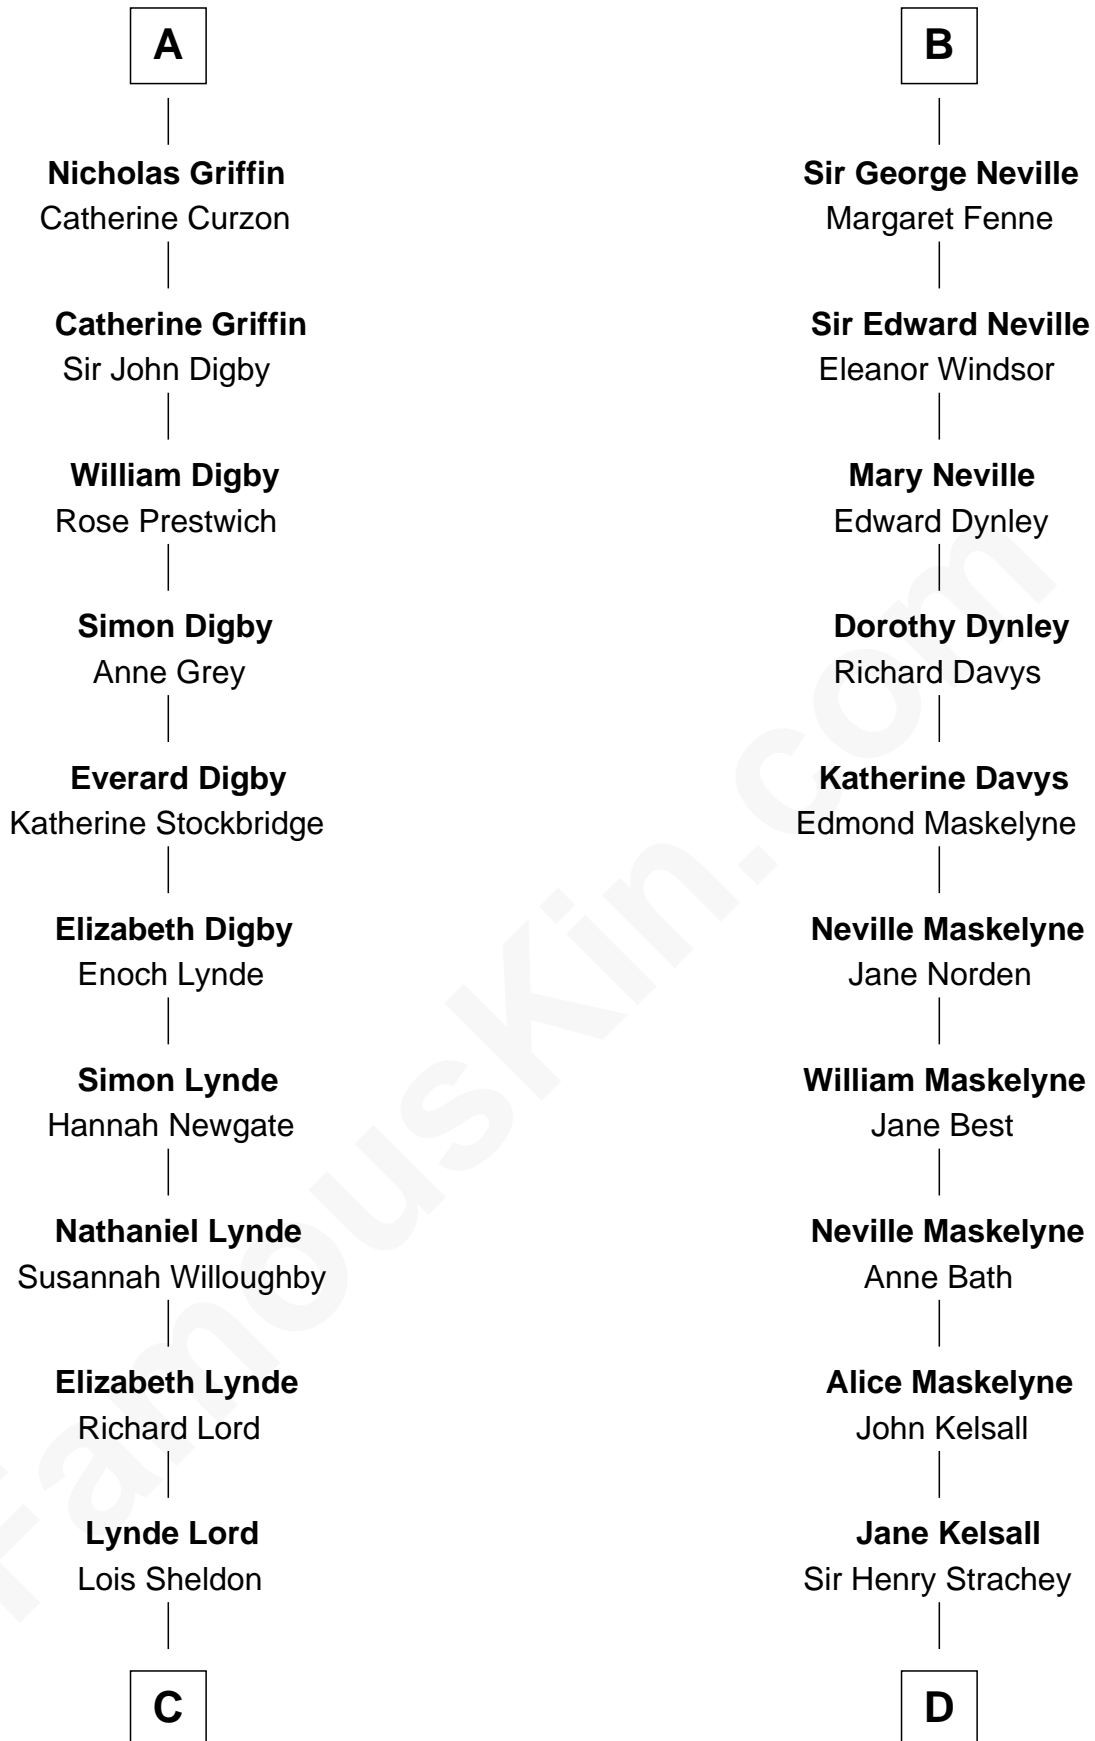 A
Nicholas Griffin
Catherine Curzon
Catherine Griffin
Sir John Digby
William Digby
Rose Prestwich
Simon Digby
Anne Grey
Everard Digby
Katherine Stockbridge
Elizabeth Digby
Enoch Lynde
Simon Lynde
Hannah Newgate
Nathaniel Lynde
Susannah Willoughby
Elizabeth Lynde
Richard Lord
Lynde Lord
Lois Sheldon
C
B
Sir George Neville
Margaret Fenne
Sir Edward Neville
Eleanor Windsor
Mary Neville
Edward Dynley
Dorothy Dynley
Richard Davys
Katherine Davys
Edmond Maskelyne
Neville Maskelyne
Jane Norden
William Maskelyne
Jane Best
Neville Maskelyne
Anne Bath
Alice Maskelyne
John Kelsall
Jane Kelsall
Sir Henry Strachey
D
FamousKin.com